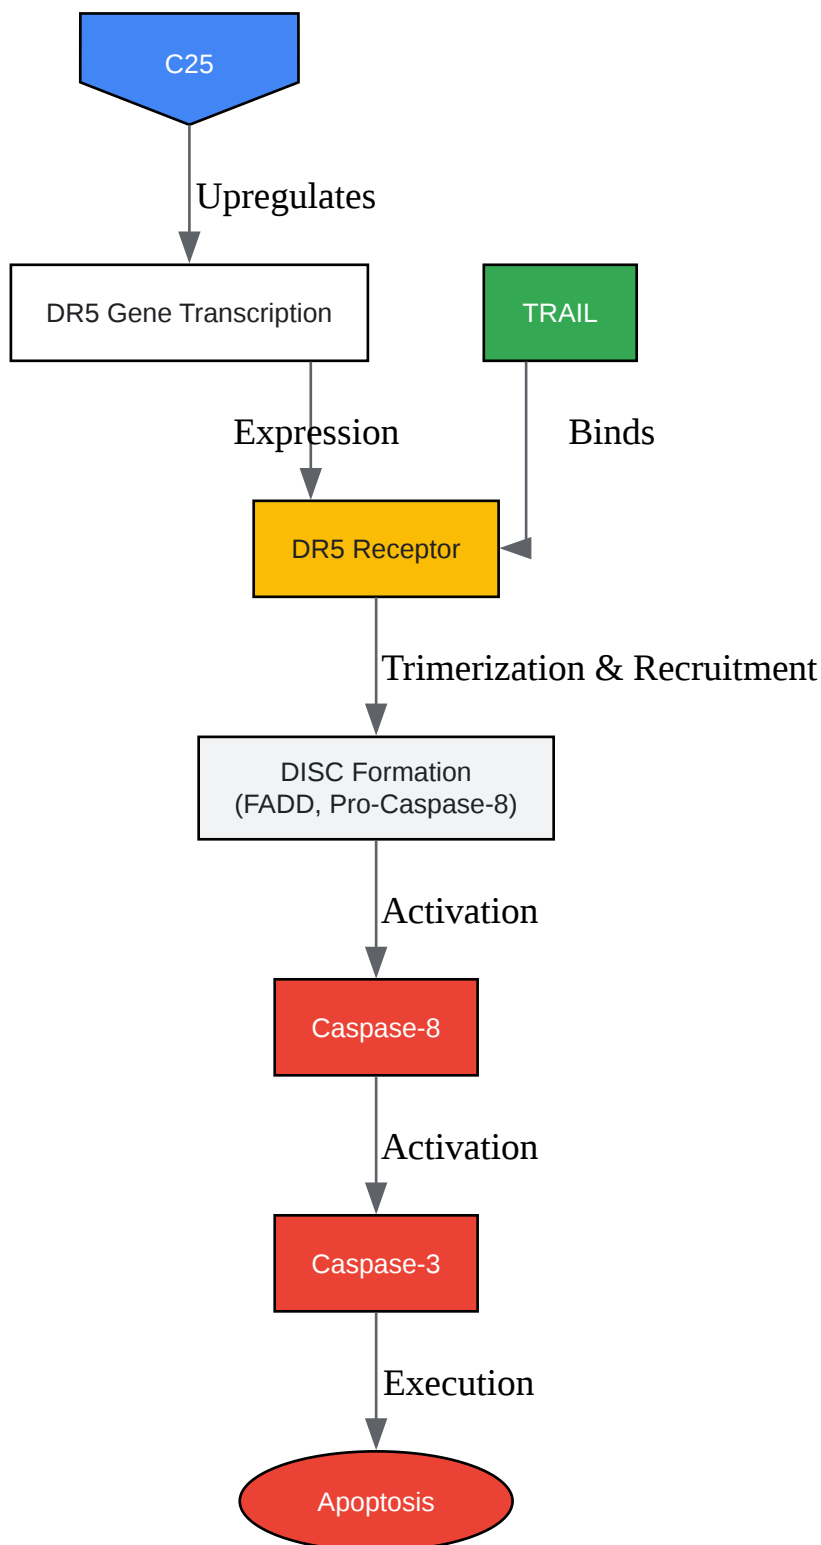 C25
Upregulates
DR5 Gene Transcription
TRAIL
Expression
Binds
DR5 Receptor
Trimerization & Recruitment
DISC Formation
(FADD, Pro-Caspase-8)
Activation
Caspase-8
Activation
Caspase-3
Execution
Apoptosis